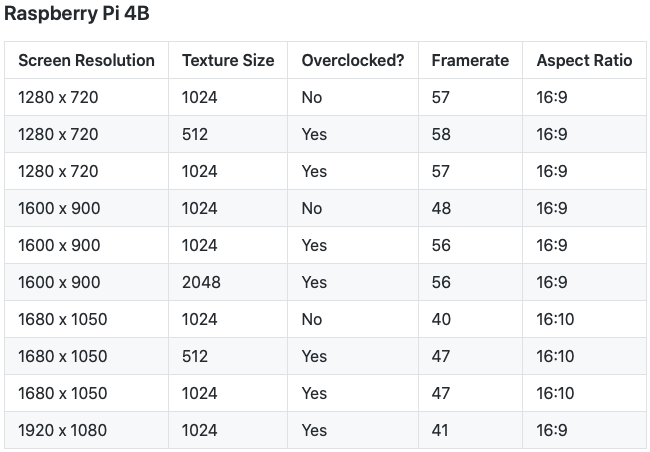 Raspberry Pi 4B
Screen Resolution Texture Size Overclocked? Framerate Aspect Ratio
1280 x 720 1024 No 57 16:9
1280 x 720 512 Yes 58 16:9
1280 x 720 1024 Yes 57 16:9
1600 x 900 1024 No 48 16:9
1600 x 900 1024 Yes 56 16:9
1600 x 900 2048 Yes 56 16:9
1680 x 1050 1024 No 40 16:10
1680 x 1050 512 Yes 47 16:10
1680 x 1050 1024 Yes 47 16:10
1920 x 1080 1024 Yes 41 16:9